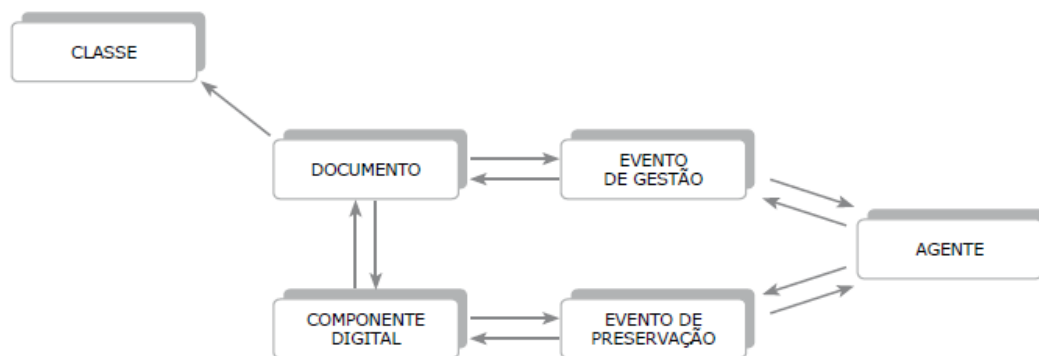 CLASSE
DOCUMENTO
EVENTO
DE GESTÃO
AGENTE
COMPONENTE
DIGITAL
EVENTO DE
PRESERVAÇÃO